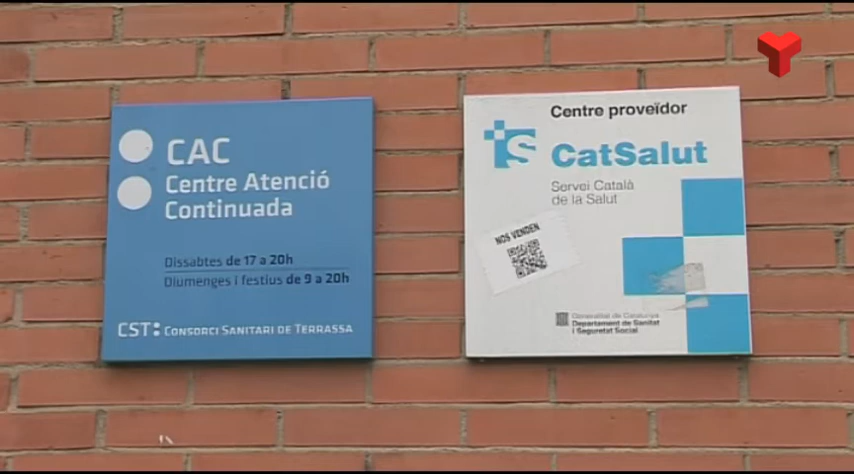 CAC
Centre Atenció
Continuada
Dissabtes de 17 a 20h
Diumenges i festius de 9 a 20h
CST: CONSORCI SANITARI DE TERRASSA
Centre proveïdor
CatSalut
Servei Català
de la Salut
NOS VENDEN
Generalitat de Catalunya
Departament de Sanitat
i Seguretat Social